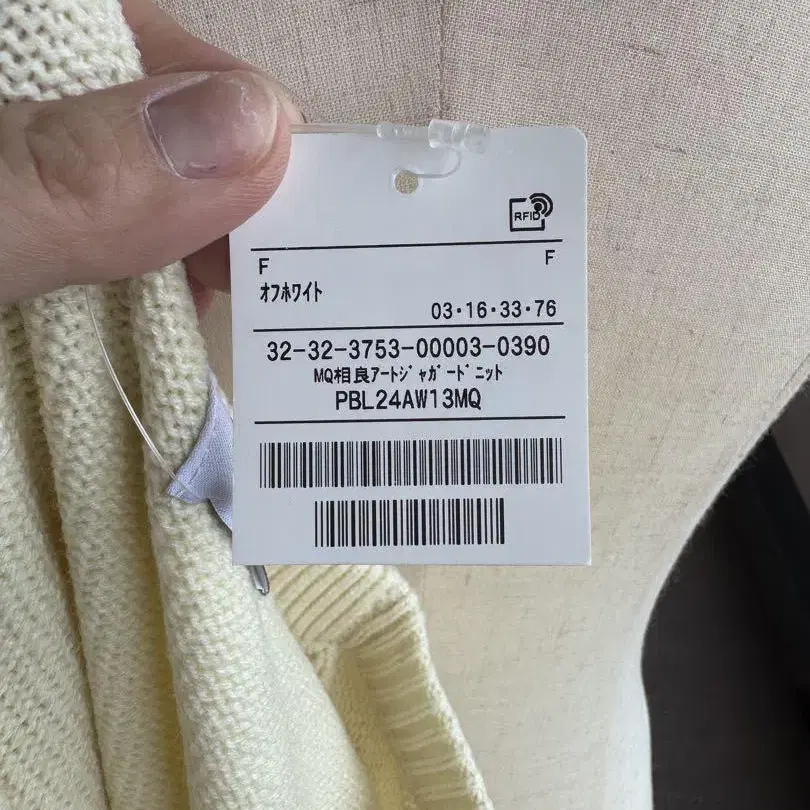 RFID
F F
オフホワイト
03・16・33・76
32-32-3753-00003-0390
MQ相良アートジャガードニット
PBL24AW13MQ